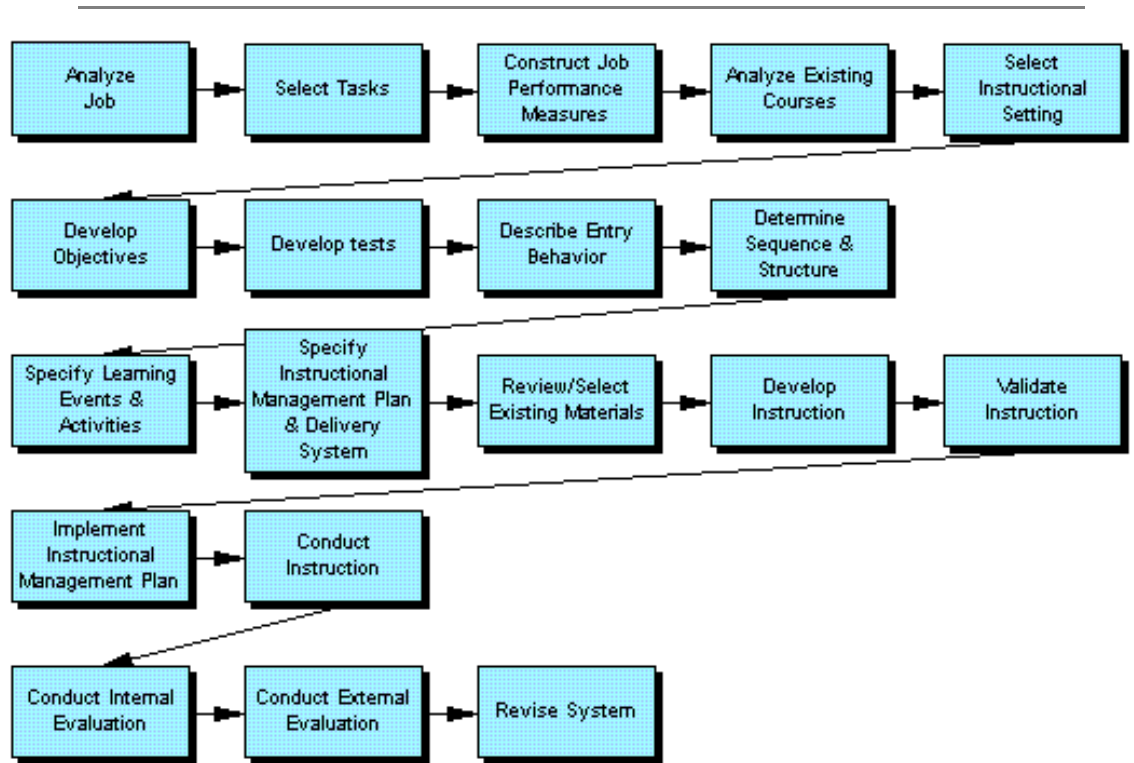 Analyze
Job
Select Tasks
Construct Job
Performance
Measures
Analyze Existing
Courses
Select
Instructional
Setting
Develop
Objectives
Develop tests
Describe Entry
Behavior
Determine
Sequence &
Structure
Specify Learning
Events &
Activities
Specify
Instructional
Management Plan
& Delivery
System
Review/Select
Existing Materials
Develop
Instruction
Validate
Instruction
Implement
Instructional
Management Plan
Conduct
Instruction
Conduct Internal
Evaluation
Conduct External
Evaluation
Revise System